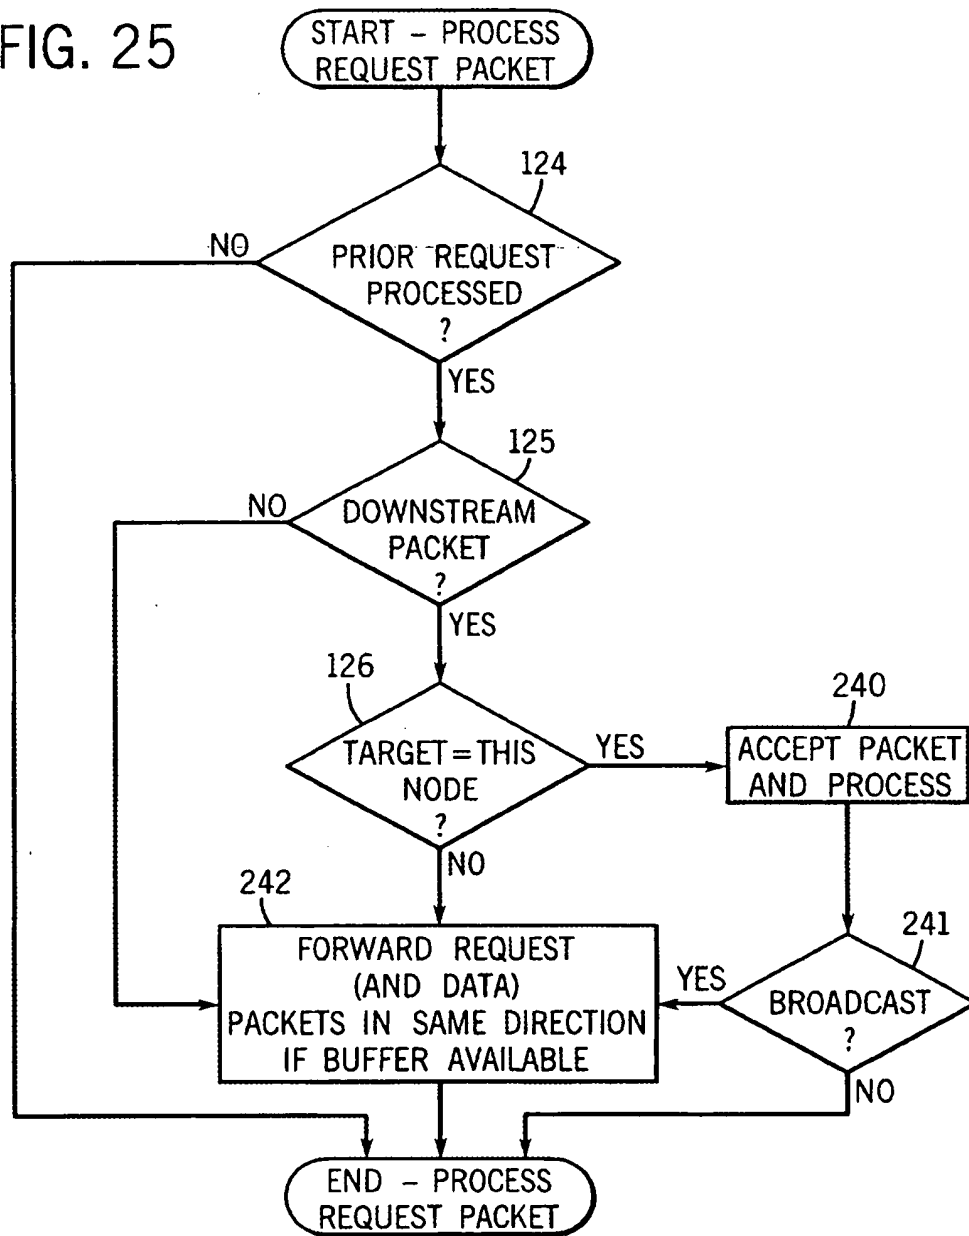 FIG. 25
START - PROCESS
REQUEST PACKET
124
NO
PRIOR REQUEST
PROCESSED
?
YES
125
NO
DOWNSTREAM
PACKET
?
YES
126
TARGET = THIS
NODE
?
YES
240
ACCEPT PACKET
AND PROCESS
NO
242
FORWARD REQUEST
(AND DATA)
PACKETS IN SAME DIRECTION
IF BUFFER AVAILABLE
241
YES
BROADCAST
?
NO
END - PROCESS
REQUEST PACKET